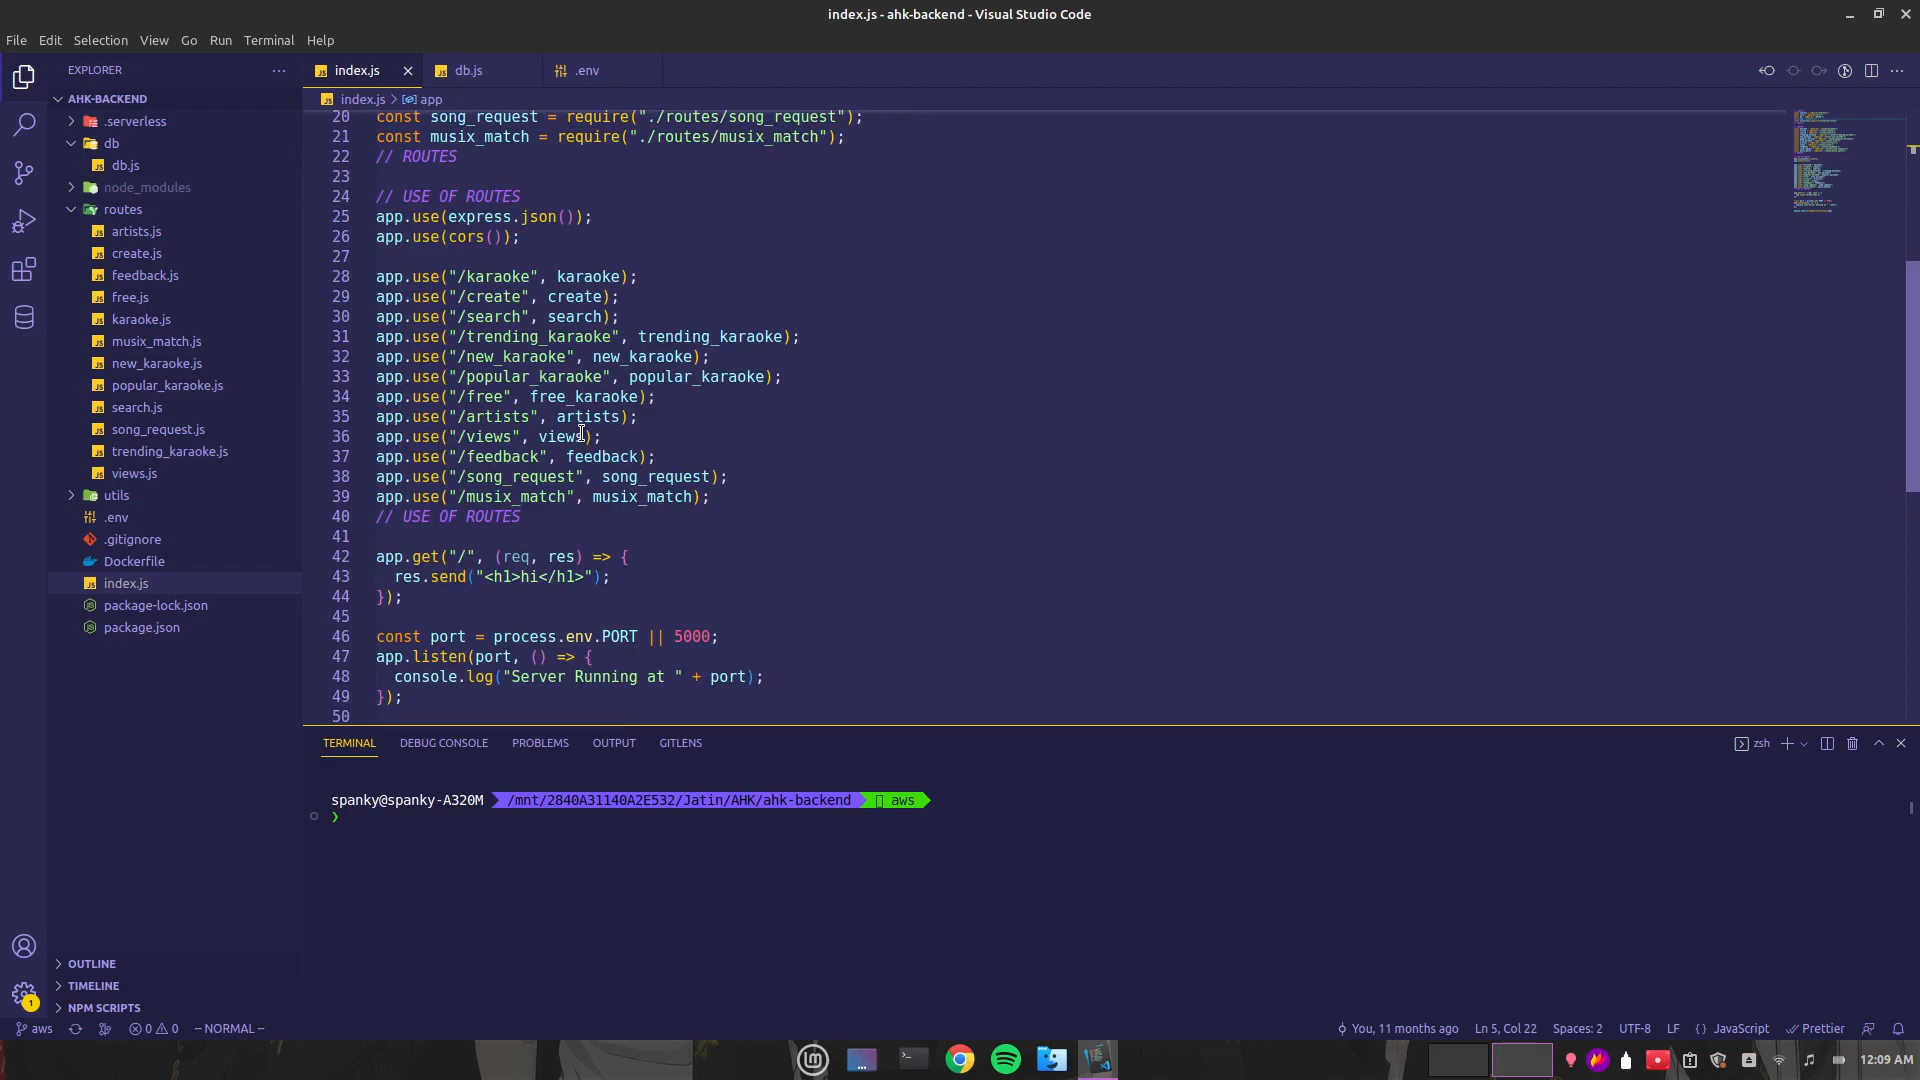 index.js - ahk-backend - Visual Studio Code
File Edit Selection View Go Run Terminal Help
EXPLORER
AHK-BACKEND
.serverless
db
db.js
node_modules
routes
artists.js
create.js
feedback.js
free.js
karaoke.js
musix_match.js
new_karaoke.js
popular_karaoke.js
search.js
song_request.js
trending_karaoke.js
views.js
utils
.env
.gitignore
Dockerfile
index.js
package-lock.json
package.json
OUTLINE
TIMELINE
NPM SCRIPTS
index.js db.js .env
index.js > app
20 const song_request = require("./routes/song_request");
21 const musix_match = require("./routes/musix_match");
22 // ROUTES
23
24 // USE OF ROUTES
25 app.use(express.json());
26 app.use(cors());
27
28 app.use("/karaoke", karaoke);
29 app.use("/create", create);
30 app.use("/search", search);
31 app.use("/trending_karaoke", trending_karaoke);
32 app.use("/new_karaoke", new_karaoke);
33 app.use("/popular_karaoke", popular_karaoke);
34 app.use("/free", free_karaoke);
35 app.use("/artists", artists);
36 app.use("/views", views);
37 app.use("/feedback", feedback);
38 app.use("/song_request", song_request);
39 app.use("/musix_match", musix_match);
40 // USE OF ROUTES
41
42 app.get("/", (req, res) => {
43 res.send("<h1>hi</h1>");
44 });
45
46 const port = process.env.PORT || 5000;
47 app.listen(port, () => {
48 console.log("Server Running at " + port);
49 });
50
TERMINAL DEBUG CONSOLE PROBLEMS OUTPUT GITLENS
zsh
spanky@spanky-A320M /mnt/2840A31140A2E532/Jatin/AHK/ahk-backend aws
❯
1
aws 0 0 -- NORMAL -- You, 11 months ago Ln 5, Col 22 Spaces: 2 UTF-8 LF {} JavaScript Prettier
12:09 AM